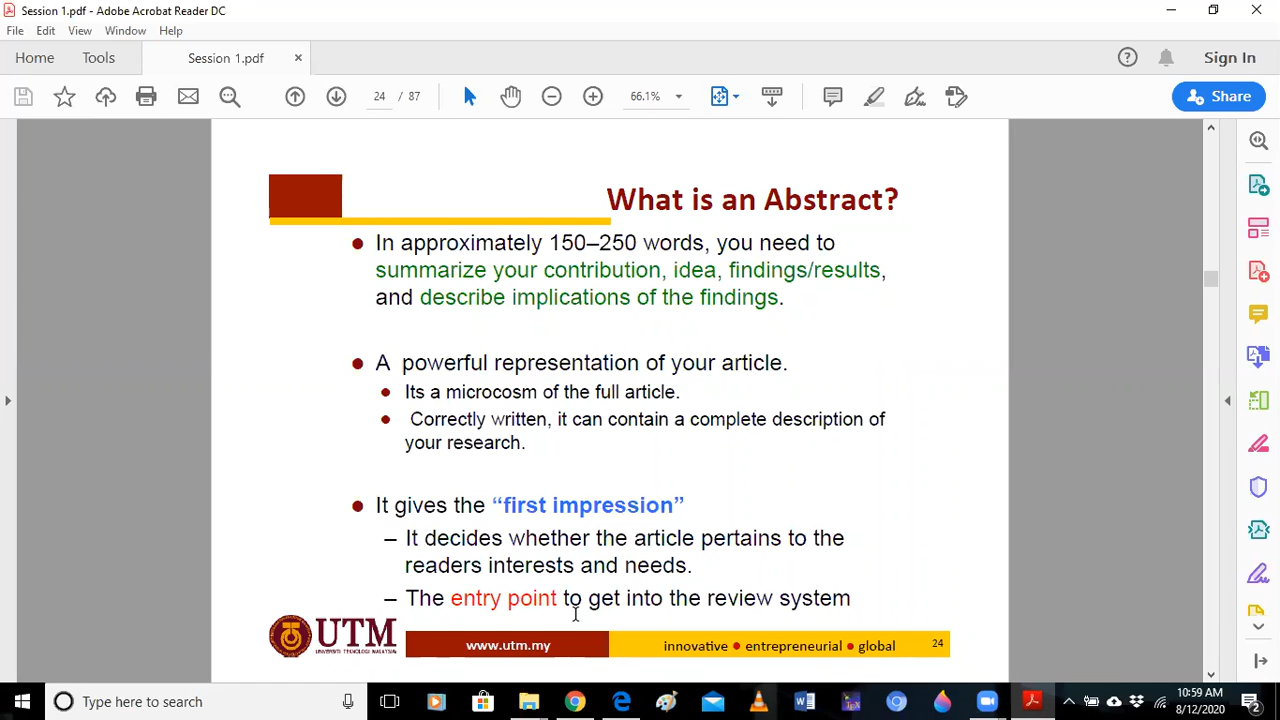 Session 1.pdf - Adobe Acrobat Reader DC
File Edit View Window Help
Home Tools Session 1.pdf × Sign In
24 / 87 66.1% Share
What is an Abstract?
• In approximately 150–250 words, you need to
summarize your contribution, idea, findings/results,
and describe implications of the findings.
• A powerful representation of your article.
• Its a microcosm of the full article.
• Correctly written, it can contain a complete description of
your research.
• It gives the “first impression”
– It decides whether the article pertains to the
readers interests and needs.
– The entry point to get into the review system
UTM
UNIVERSITI TEKNOLOGI MALAYSIA
www.utm.my innovative • entrepreneurial • global 24
Type here to search
10:59 AM
8/12/2020
2